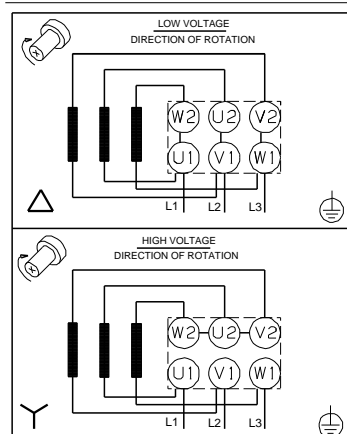 LOW VOLTAGE
DIRECTION OF ROTATION
W2 U2 V2
U1 V1 W1
L1 L2 L3
HIGH VOLTAGE
DIRECTION OF ROTATION
W2 U2 V2
U1 V1 W1
L1 L2 L3